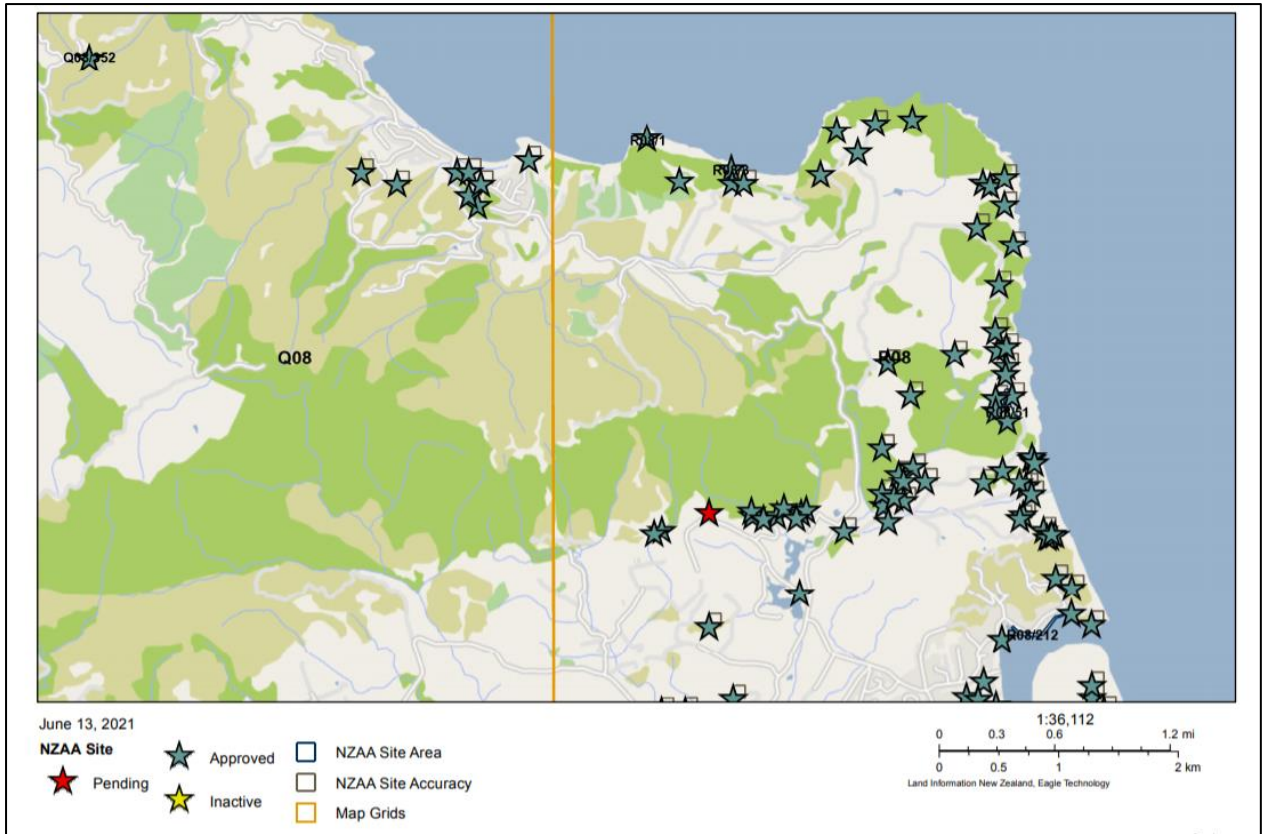 Q08/352
Q08
R08
R08/212
June 13, 2021
NZAA Site
Pending
Approved
Inactive
NZAA Site Area
NZAA Site Accuracy
Map Grids
1:36,112
0 0.3 0.6 1.2 mi
0 0.5 1 2 km
Land Information New Zealand, Eagle Technology